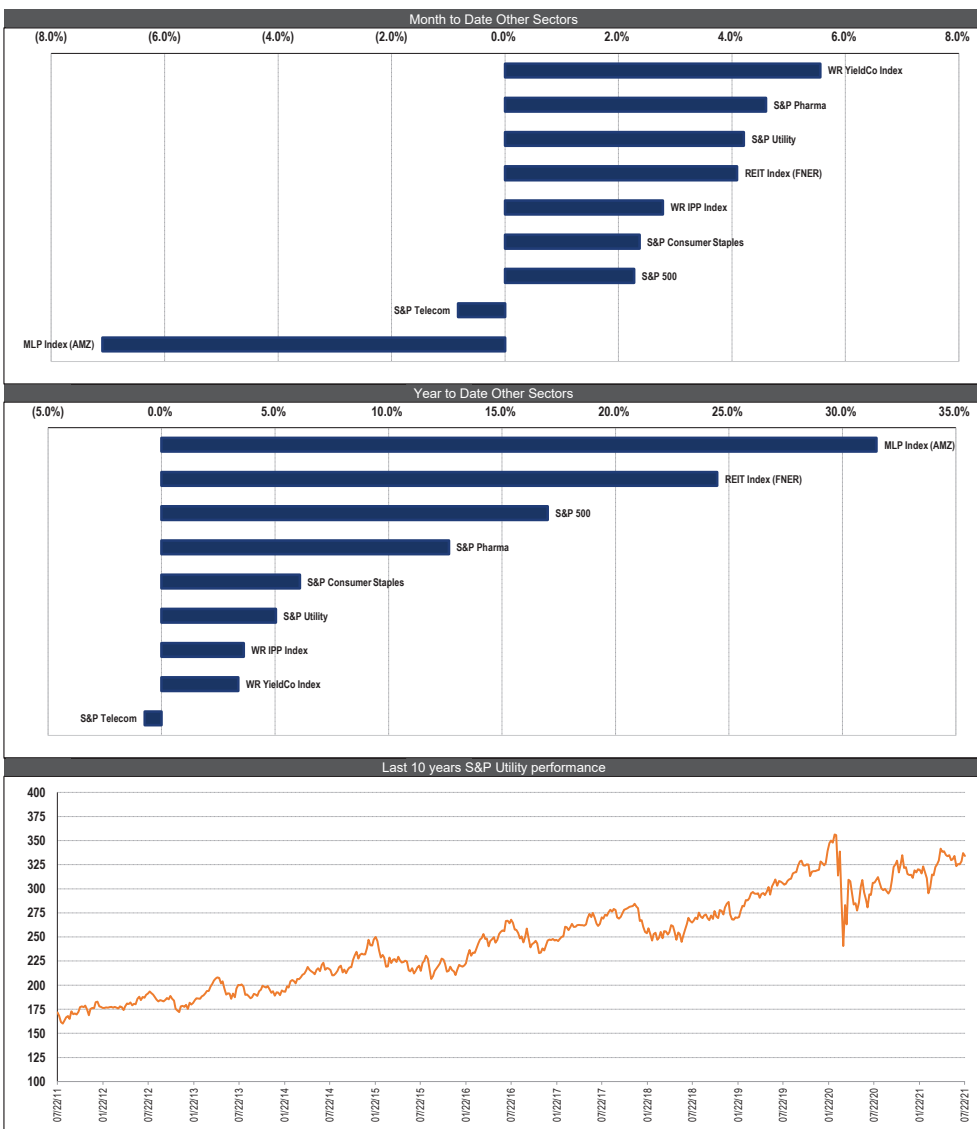 Month to Date Other Sectors
(8.0%) (6.0%) (4.0%) (2.0%) 0.0% 2.0% 4.0% 6.0% 8.0%
WR YieldCo Index
S&P Pharma
S&P Utility
REIT Index (FNER)
WR IPP Index
S&P Consumer Staples
S&P 500
S&P Telecom
MLP Index (AMZ)
Year to Date Other Sectors
(5.0%) 0.0% 5.0% 10.0% 15.0% 20.0% 25.0% 30.0% 35.0%
MLP Index (AMZ)
REIT Index (FNER)
S&P 500
S&P Pharma
S&P Consumer Staples
S&P Utility
WR IPP Index
WR YieldCo Index
S&P Telecom
Last 10 years S&P Utility performance
400
375
350
325
300
275
250
225
200
175
150
125
100
07/22/11 01/22/12 07/22/12 01/22/13 07/22/13 01/22/14 07/22/14 01/22/15 07/22/15 01/22/16 07/22/16 01/22/17 07/22/17 01/22/18 07/22/18 01/22/19 07/22/19 01/22/20 07/22/20 01/22/21 07/22/21